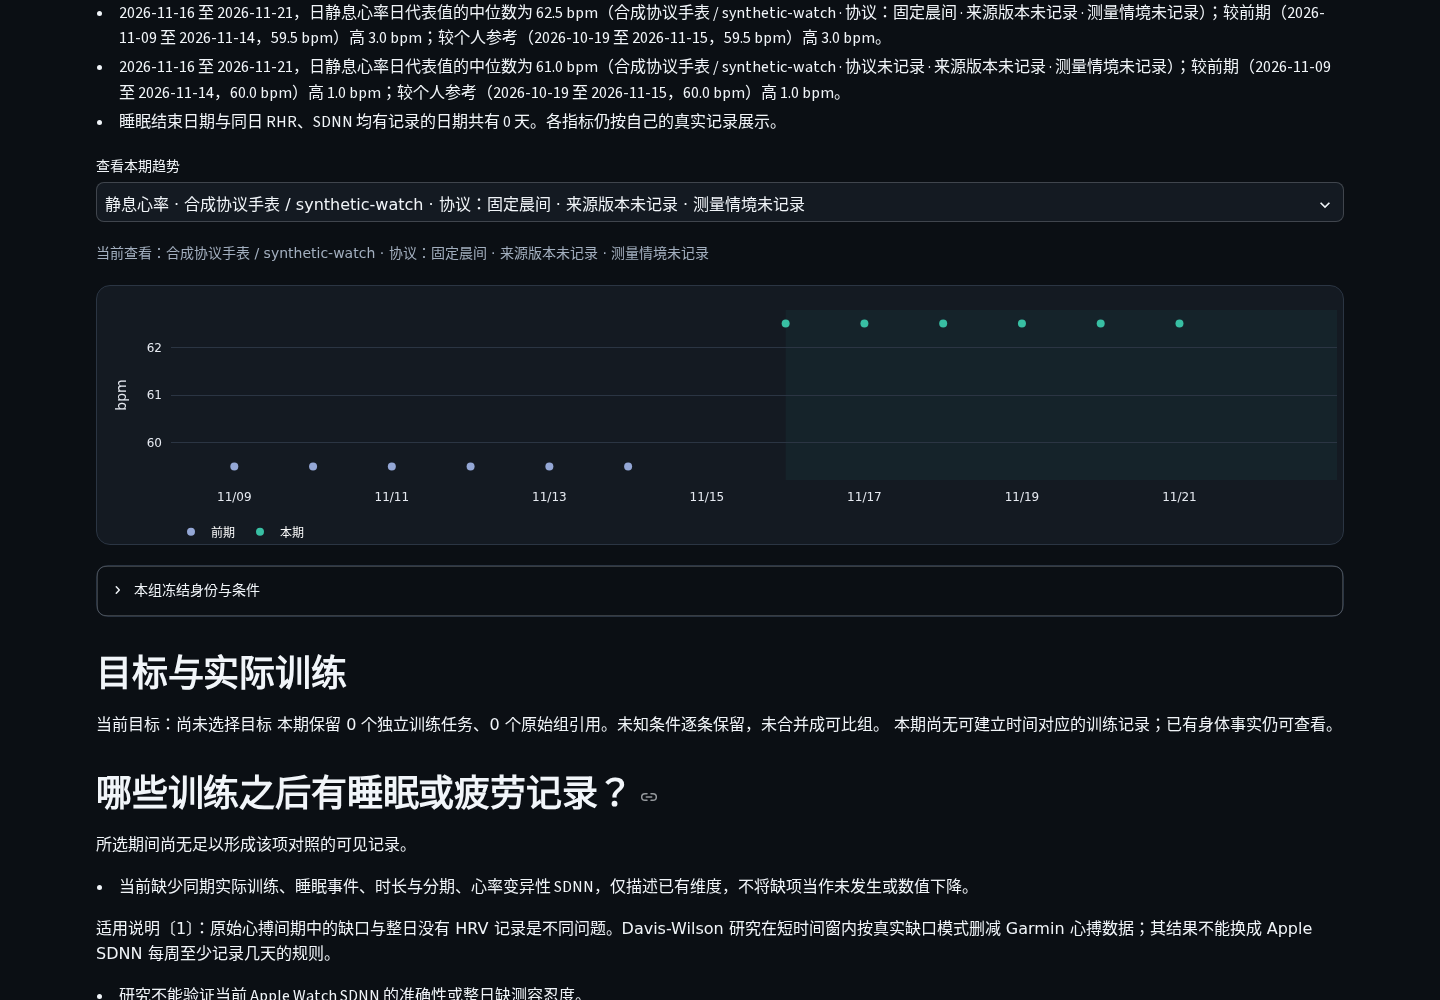 2026-11-16 至 2026-11-21，日静息心率日代表值的中位数为 62.5 bpm（合成协议手表 / synthetic-watch · 协议：固定晨间 · 来源版本未记录 · 测量情境未记录）；较前期（2026-
11-09 至 2026-11-14，59.5 bpm）高 3.0 bpm；较个人参考（2026-10-19 至 2026-11-15，59.5 bpm）高 3.0 bpm。
2026-11-16 至 2026-11-21，日静息心率日代表值的中位数为 61.0 bpm（合成协议手表 / synthetic-watch · 协议未记录 · 来源版本未记录 · 测量情境未记录）；较前期（2026-11-09
至 2026-11-14，60.0 bpm）高 1.0 bpm；较个人参考（2026-10-19 至 2026-11-15，60.0 bpm）高 1.0 bpm。
睡眠结束日期与同日 RHR、SDNN 均有记录的日期共有 0 天。各指标仍按自己的真实记录展示。
查看本期趋势
静息心率 · 合成协议手表 / synthetic-watch · 协议：固定晨间 · 来源版本未记录 · 测量情境未记录
当前查看：合成协议手表 / synthetic-watch · 协议：固定晨间 · 来源版本未记录 · 测量情境未记录
62
61
60
bpm
11/09 11/11 11/13 11/15 11/17 11/19 11/21
前期 本期
本组冻结身份与条件
目标与实际训练
当前目标：尚未选择目标 本期保留 0 个独立训练任务、0 个原始组引用。未知条件逐条保留，未合并成可比组。 本期尚无可建立时间对应的训练记录；已有身体事实仍可查看。
哪些训练之后有睡眠或疲劳记录？
所选期间尚无足以形成该项对照的可见记录。
当前缺少同期实际训练、睡眠事件、时长与分期、心率变异性 SDNN，仅描述已有维度，不将缺项当作未发生或数值下降。
适用说明〔1〕：原始心搏间期中的缺口与整日没有 HRV 记录是不同问题。Davis-Wilson 研究在短时间窗内按真实缺口模式删减 Garmin 心搏数据；其结果不能换成 Apple
SDNN 每周至少记录几天的规则。
研究不能验证当前 Apple Watch SDNN 的准确性或整日缺测容忍度。